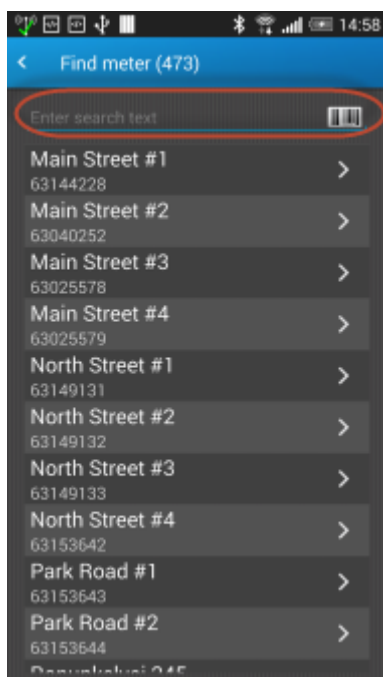 14:58
Find meter (473)
Enter search text
Main Street #1
63144228
Main Street #2
63040252
Main Street #3
63025578
Main Street #4
63025579
North Street #1
63149131
North Street #2
63149132
North Street #3
63149133
North Street #4
63153642
Park Road #1
63153643
Park Road #2
63153644